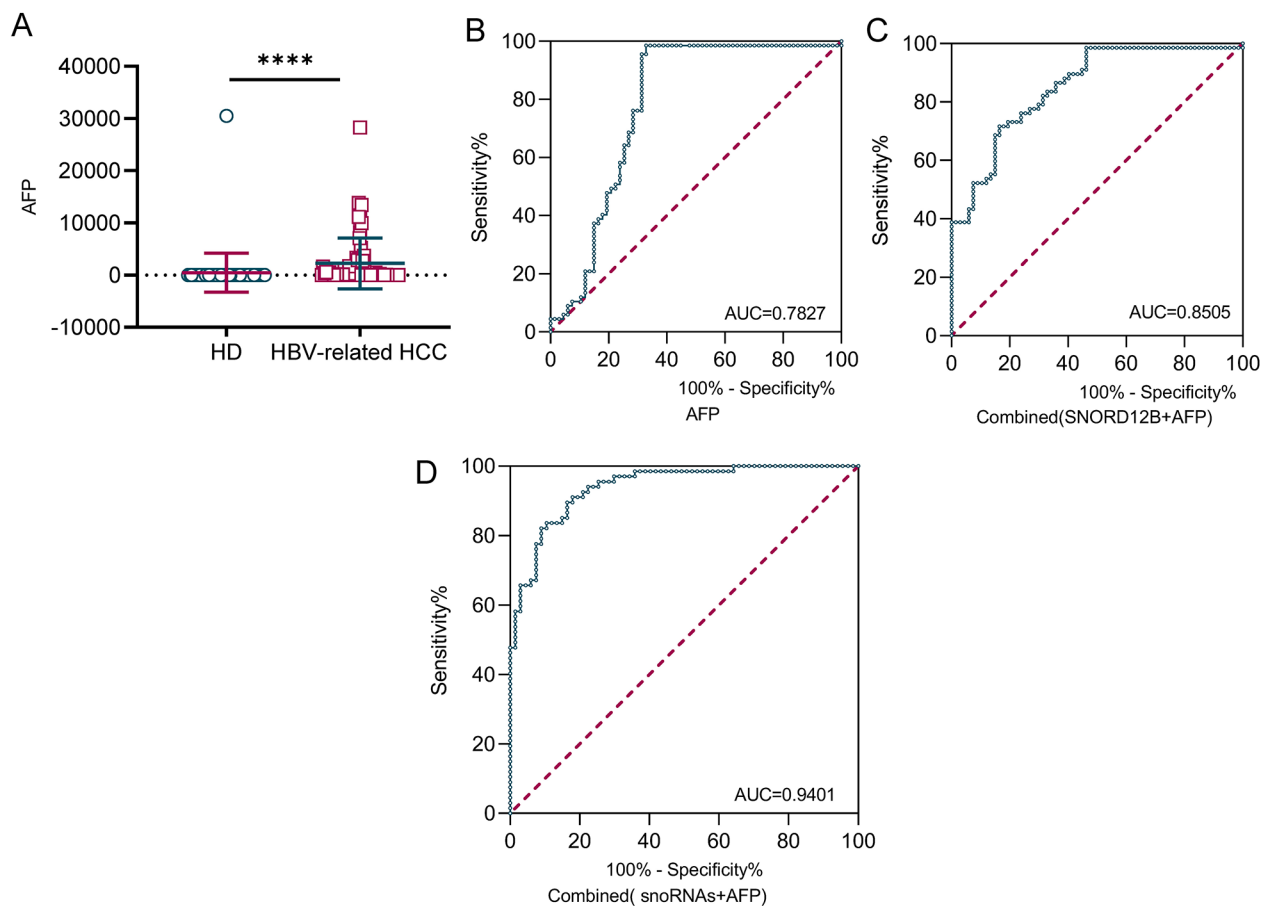 A
AFP
40000
30000
20000
10000
0
-10000
****
HD
HBV-related HCC
B
Sensitivity%
100
80
60
40
20
0
AUC=0.7827
0 20 40 60 80 100
100% - Specificity%
AFP
C
Sensitivity%
100
80
60
40
20
0
AUC=0.8505
0 20 40 60 80 100
100% - Specificity%
Combined(SNORD12B+AFP)
D
Sensitivity%
100
80
60
40
20
0
AUC=0.9401
0 20 40 60 80 100
100% - Specificity%
Combined( snoRNAs+AFP)